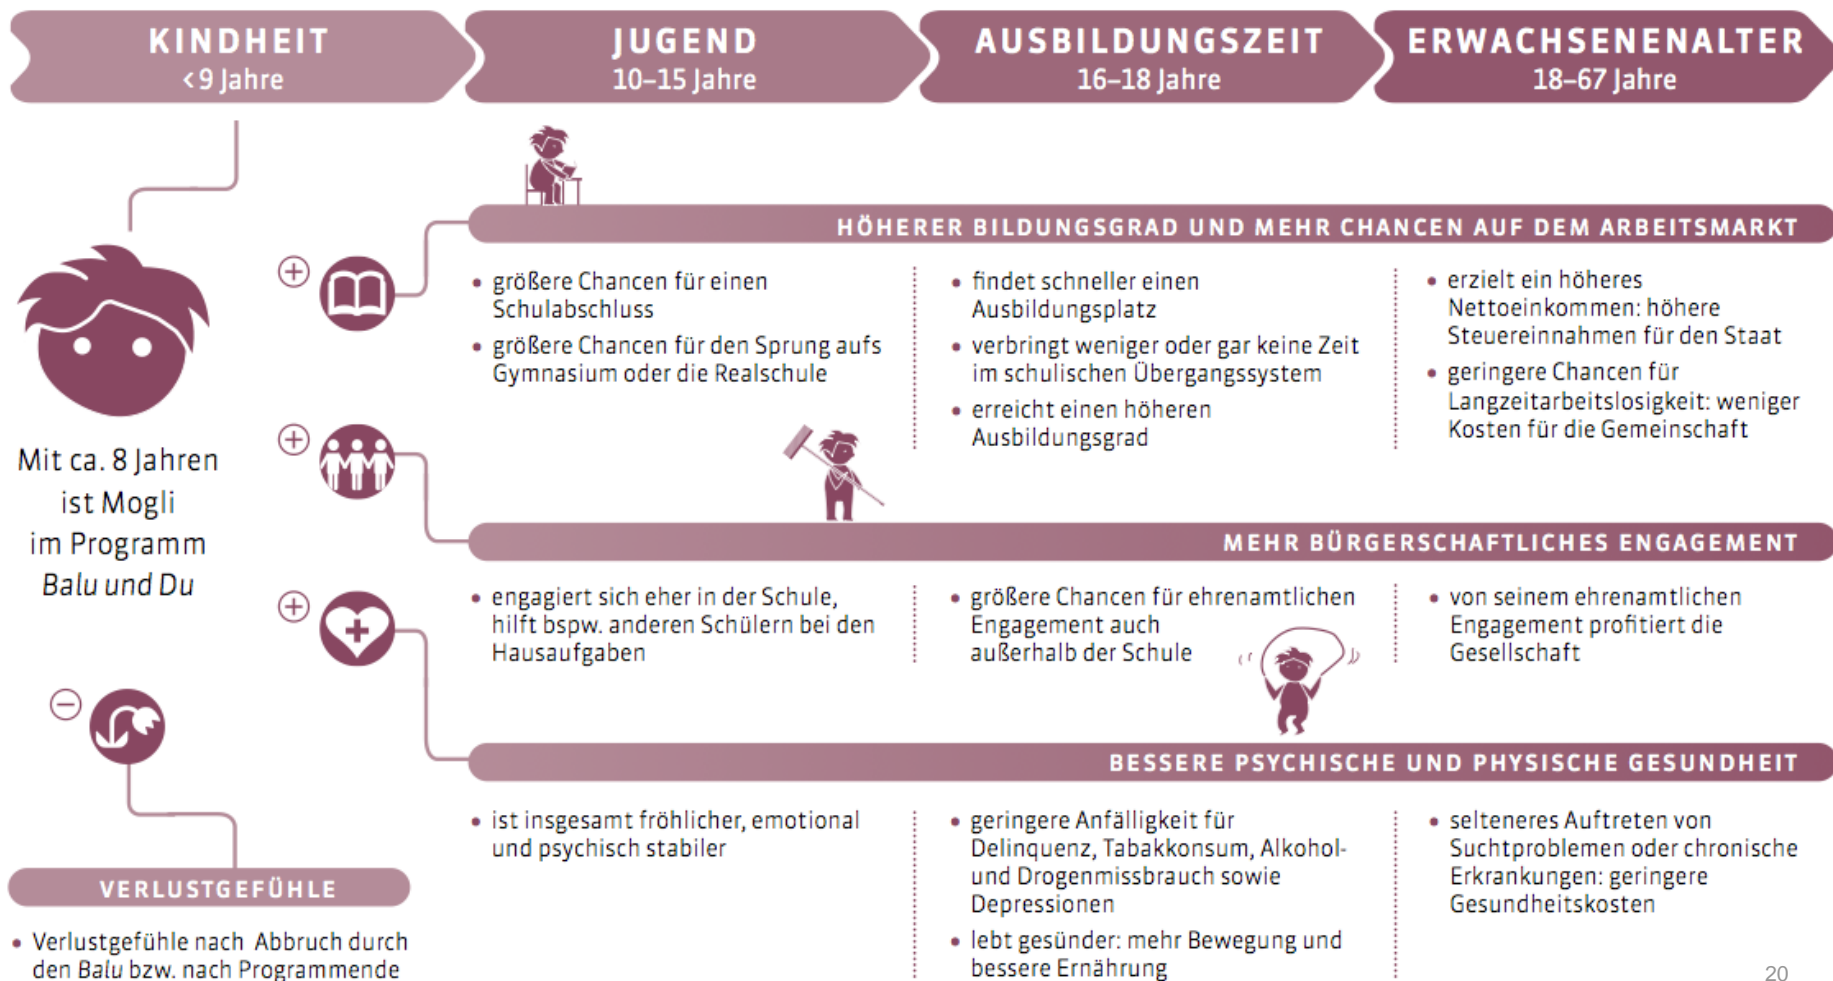 KINDHEIT
<9 Jahre
JUGEND
10–15 Jahre
AUSBILDUNGSZEIT
16–18 Jahre
ERWACHSENENALTER
18–67 Jahre
Mit ca. 8 Jahren
ist Mogli
im Programm
Balu und Du
HÖHERER BILDUNGSGRAD UND MEHR CHANCEN AUF DEM ARBEITSMARKT
• größere Chancen für einen
Schulabschluss
• größere Chancen für den Sprung aufs
Gymnasium oder die Realschule
• findet schneller einen
Ausbildungsplatz
• verbringt weniger oder gar keine Zeit
im schulischen Übergangssystem
• erreicht einen höheren
Ausbildungsgrad
• erzielt ein höheres
Nettoeinkommen: höhere
Steuereinnahmen für den Staat
• geringere Chancen für
Langzeitarbeitslosigkeit: weniger
Kosten für die Gemeinschaft
MEHR BÜRGERSCHAFTLICHES ENGAGEMENT
• engagiert sich eher in der Schule,
hilft bspw. anderen Schülern bei den
Hausaufgaben
• größere Chancen für ehrenamtlichen
Engagement auch
außerhalb der Schule
• von seinem ehrenamtlichen
Engagement profitiert die
Gesellschaft
BESSERE PSYCHISCHE UND PHYSISCHE GESUNDHEIT
• ist insgesamt fröhlicher, emotional
und psychisch stabiler
• geringere Anfälligkeit für
Delinquenz, Tabakkonsum, Alkohol-
und Drogenmissbrauch sowie
Depressionen
• lebt gesünder: mehr Bewegung und
bessere Ernährung
• selteneres Auftreten von
Suchtproblemen oder chronische
Erkrankungen: geringere
Gesundheitskosten
VERLUSTGEFÜHLE
• Verlustgefühle nach Abbruch durch
den Balu bzw. nach Programmende
20